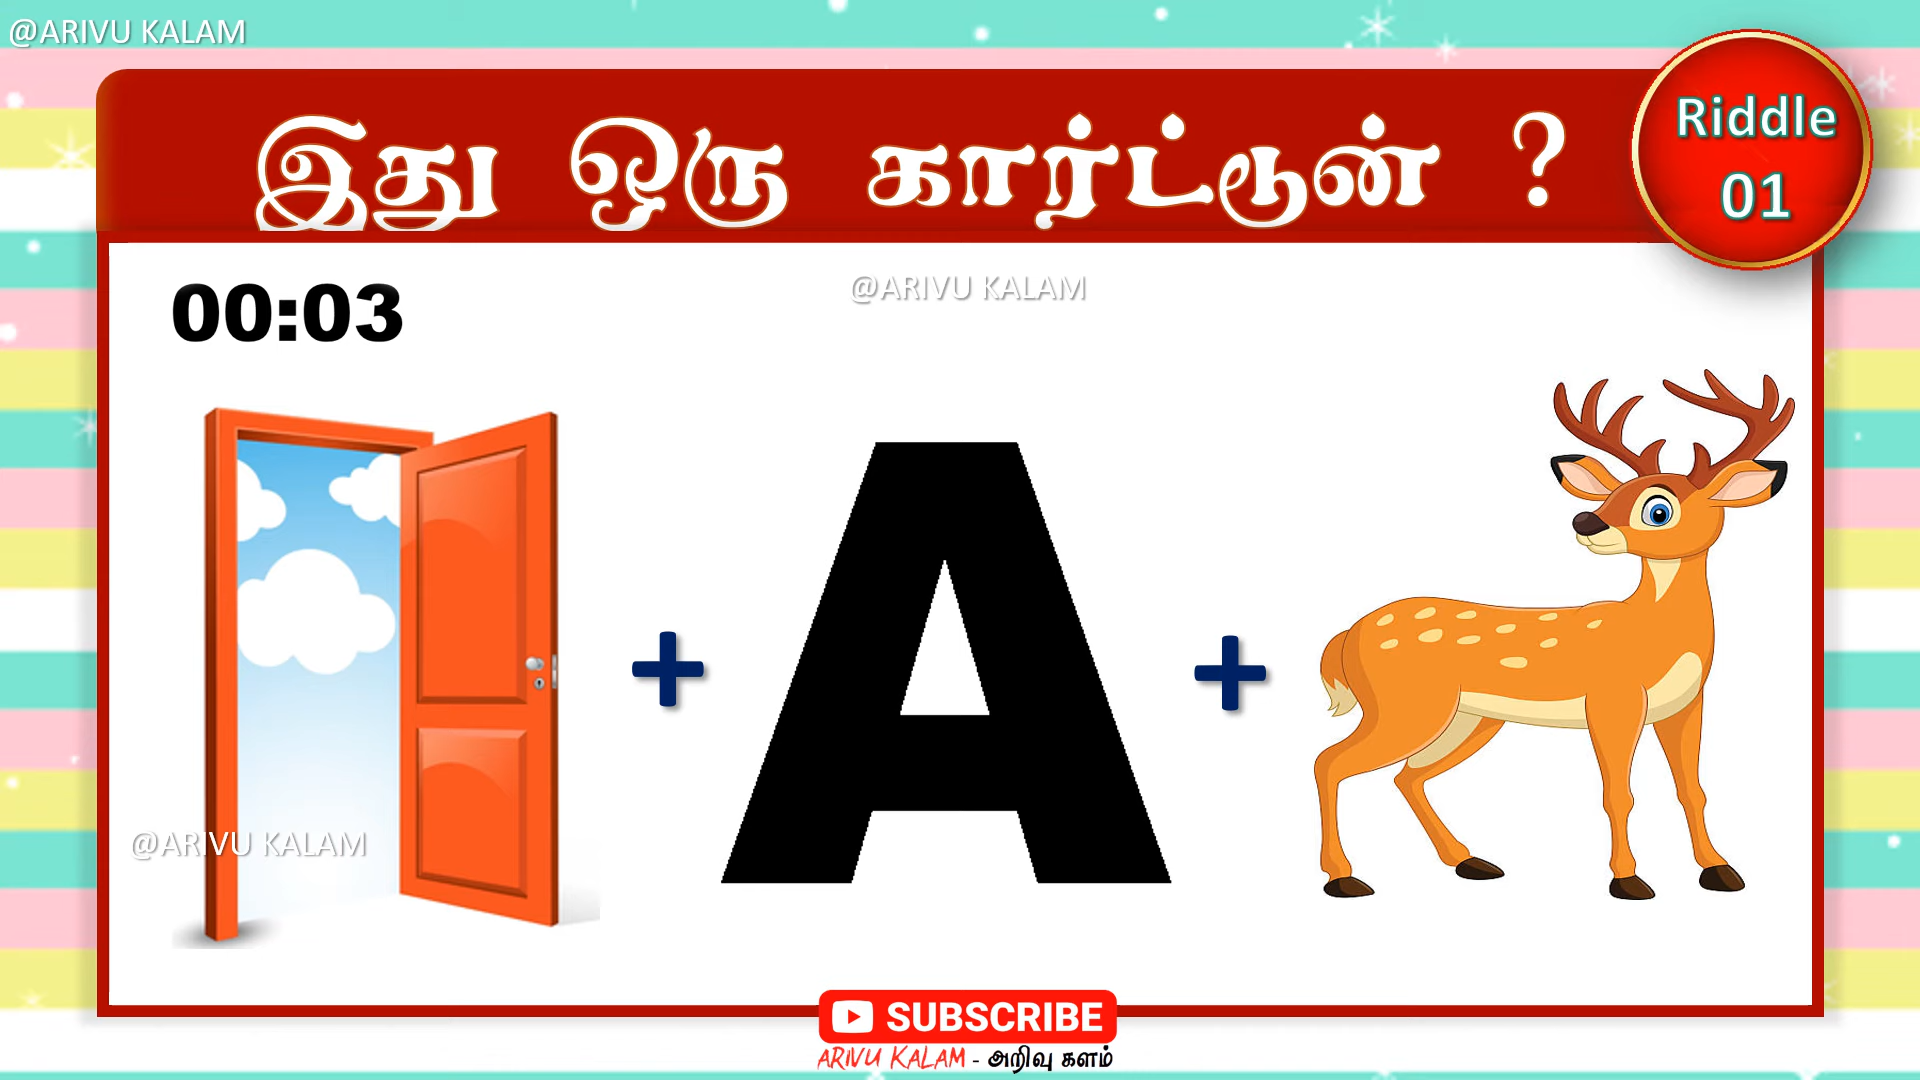 @ARIVU KALAM
இது ஒரு கார்ட்டூன் ?
Riddle
01
00:03
@ARIVU KALAM
A
@ARIVU KALAM
SUBSCRIBE
ARIVU KALAM - அறிவு களம்